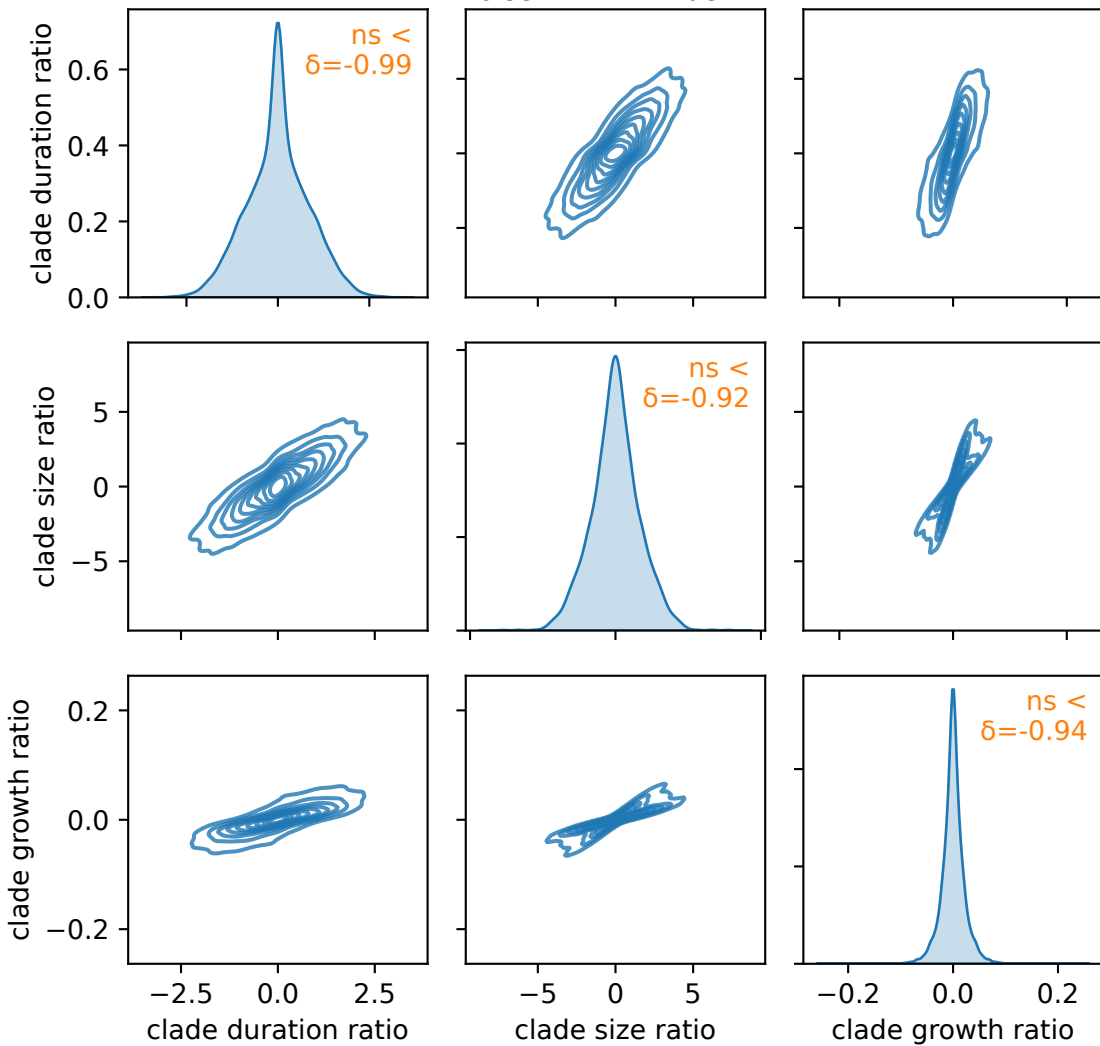 clade duration ratio
0.6
0.4
0.2
0.0
ns <
δ=-0.99
clade size ratio
5
0
−5
ns <
δ=-0.92
clade growth ratio
0.2
0.0
−0.2
ns <
δ=-0.94
−2.5 0.0 2.5
clade duration ratio
−5 0 5
clade size ratio
−0.2 0.0 0.2
clade growth ratio